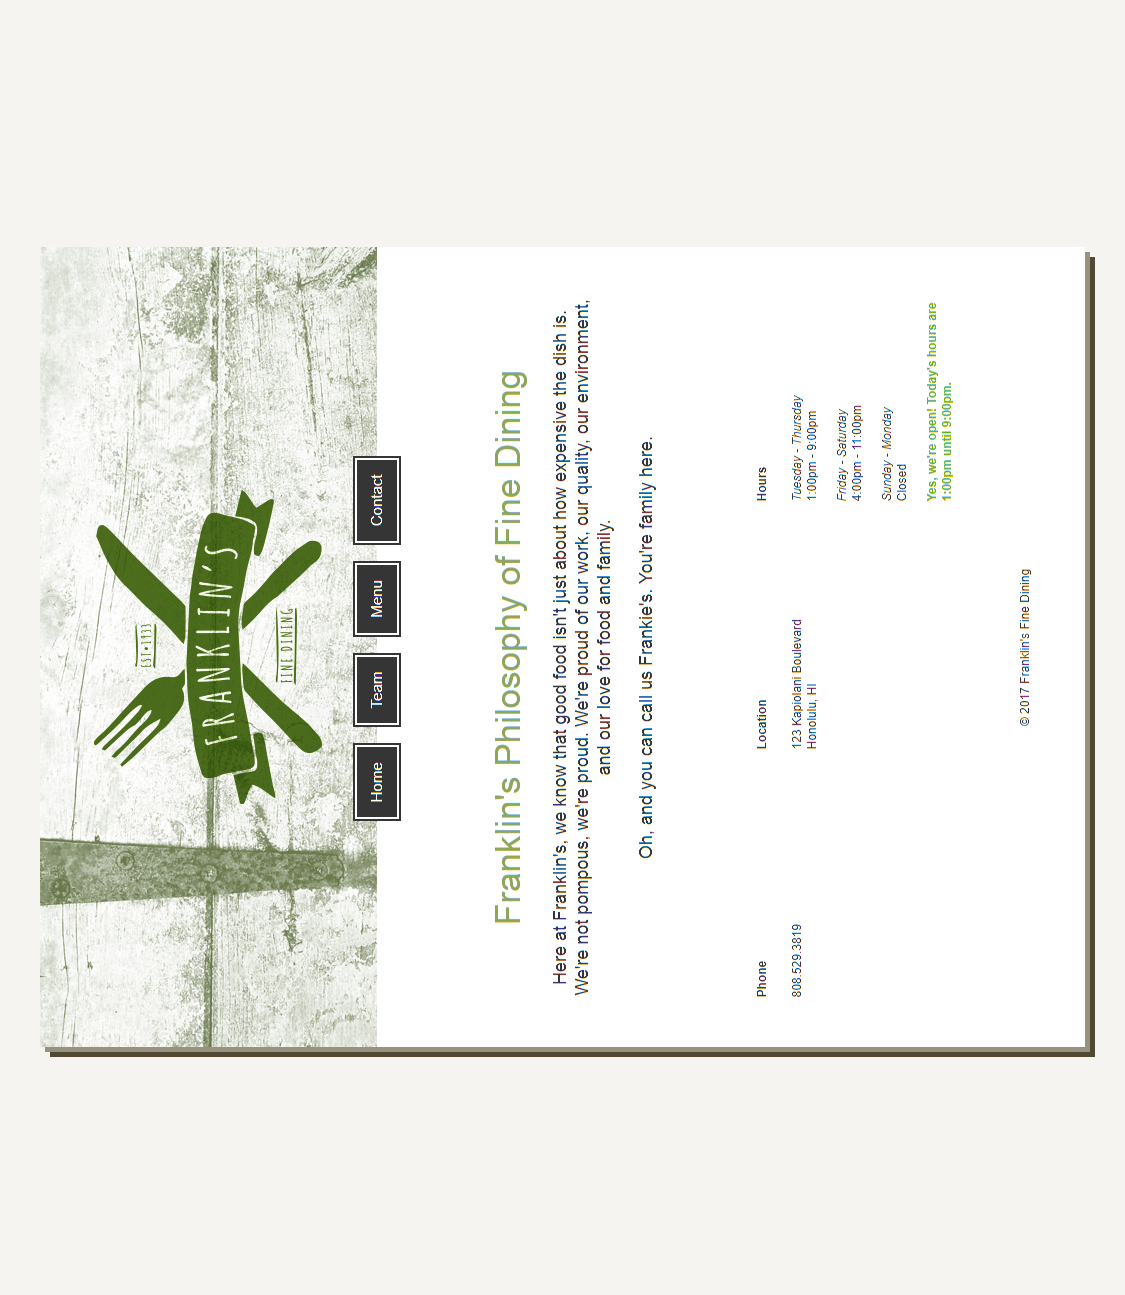 EST•1933
FRANKLIN'S
FINE DINING
Home
Team
Menu
Contact
Franklin's Philosophy of Fine Dining
Here at Franklin's, we know that good food isn't just about how expensive the dish is.
We're not pompous, we're proud. We're proud of our work, our quality, our environment,
and our love for food and family.
Oh, and you can call us Frankie's. You're family here.
Phone
808.529.3819
Location
123 Kapiolani Boulevard
Honolulu, HI
Hours
Tuesday - Thursday
1:00pm - 9:00pm
Friday - Saturday
4:00pm - 11:00pm
Sunday - Monday
Closed
Yes, we're open! Today's hours are
1:00pm until 9:00pm.
© 2017 Franklin's Fine Dining